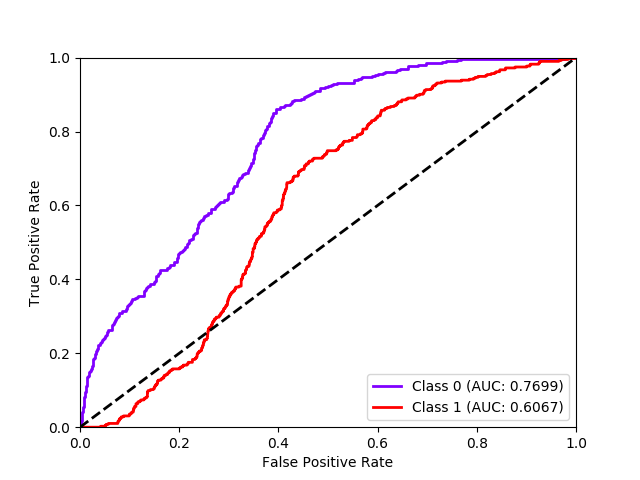 1.0
0.8
0.6
0.4
0.2
0.0
True Positive Rate
0.0 0.2 0.4 0.6 0.8 1.0
False Positive Rate
Class 0 (AUC: 0.7699)
Class 1 (AUC: 0.6067)